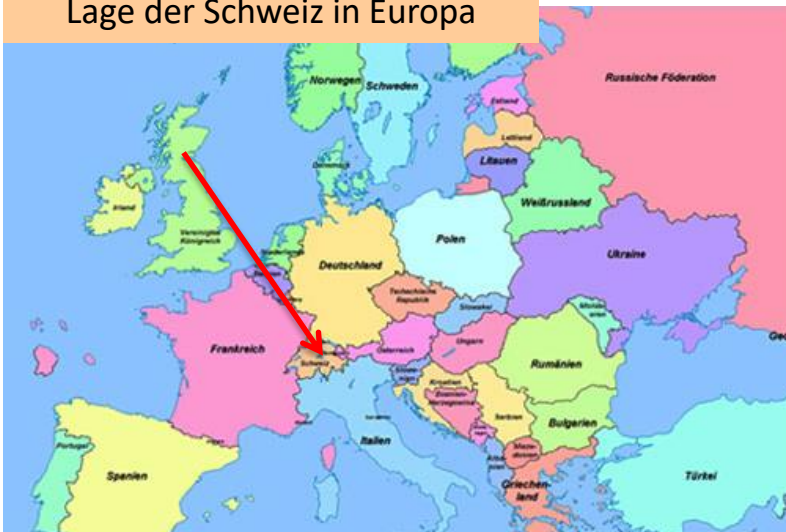 Lage der Schweiz in Europa
Norwegen
Schweden
Russische Föderation
Estland
Lettland
Litauen
Irland
Vereinigtes
Königreich
Weißrussland
Polen
Deutschland
Ukraine
Tschechische
Republik
Slowakei
Frankreich
Schweiz
Österreich
Ungarn
Rumänien
Kroatien
Bosnien-
Herzegowina
Serbien
Bulgarien
Italien
Portugal
Spanien
Griechen-
land
Türkei